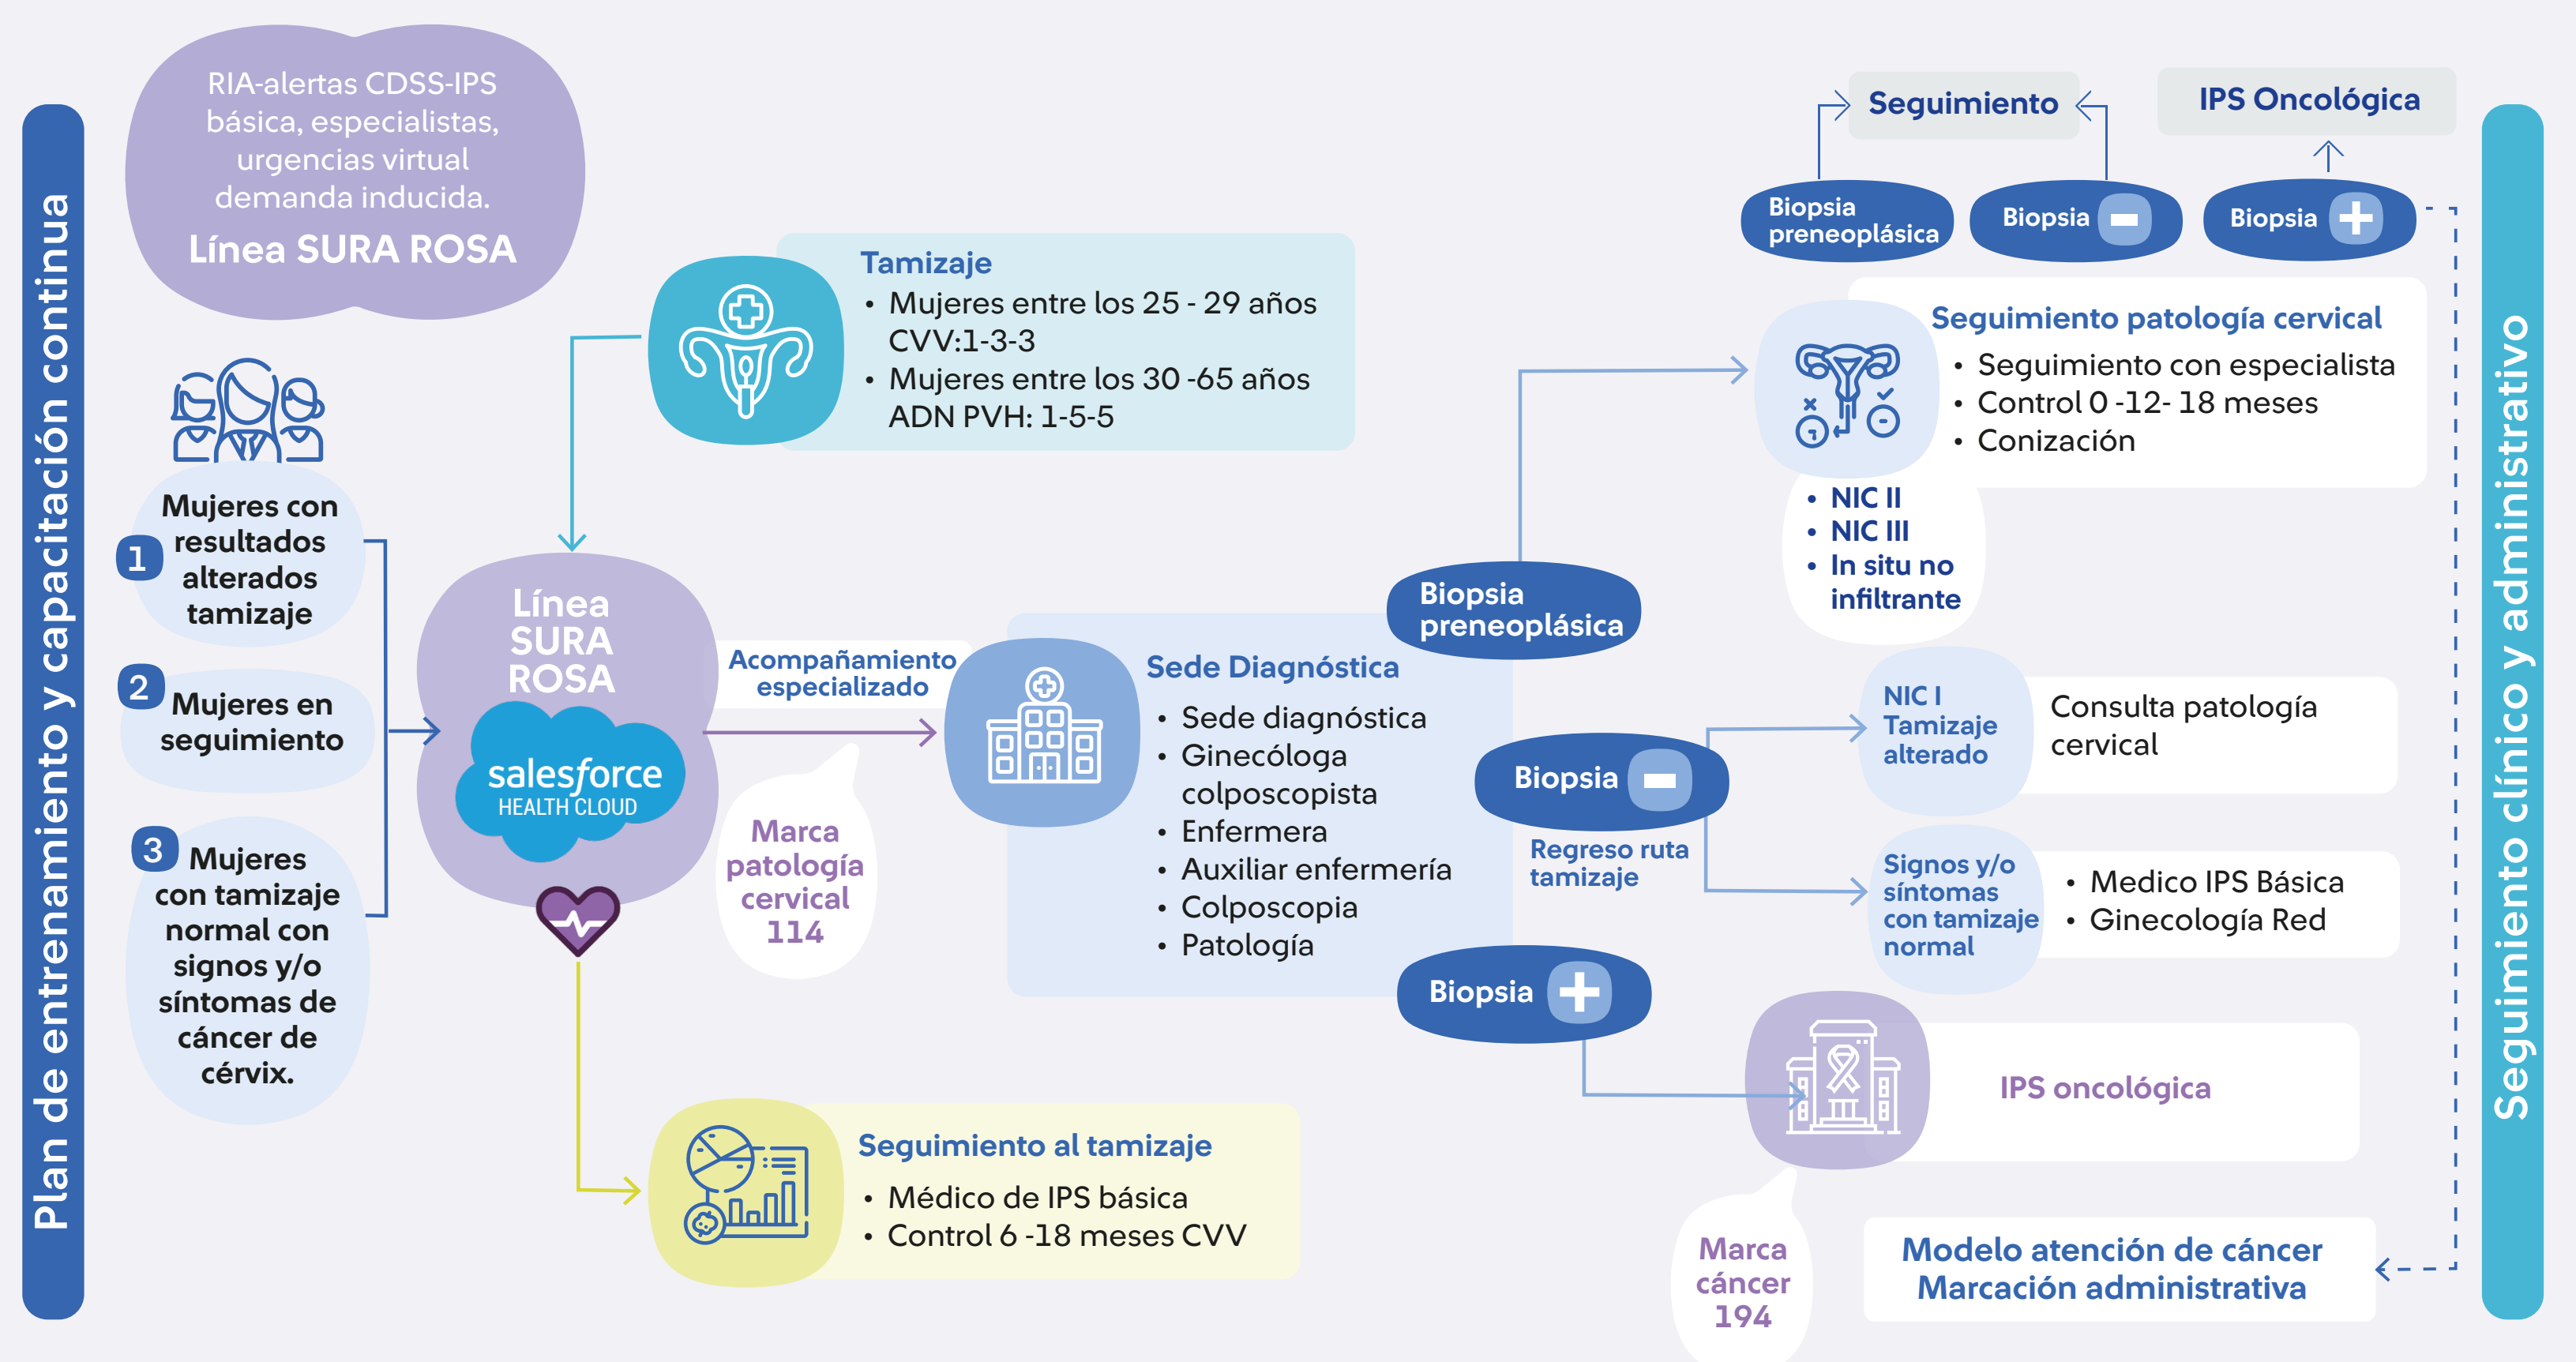 Plan de entrenamiento y capacitación continua
RIA-alertas CDSS-IPS
básica, especialistas,
urgencias virtual
demanda inducida.
Línea SURA ROSA
1
Mujeres con
resultados
alterados
tamizaje
2
Mujeres en
seguimiento
3
Mujeres
con tamizaje
normal con
signos y/o
síntomas de
cáncer de
cérvix.
Tamizaje
• Mujeres entre los 25 - 29 años
CVV:1-3-3
• Mujeres entre los 30 -65 años
ADN PVH: 1-5-5
Línea
SURA
ROSA
salesforce
HEALTH CLOUD
Acompañamiento
especializado
Marca
patología
cervical
114
Sede Diagnóstica
• Sede diagnóstica
• Ginecóloga
colposcopista
• Enfermera
• Auxiliar enfermería
• Colposcopia
• Patología
Seguimiento al tamizaje
• Médico de IPS básica
• Control 6 -18 meses CVV
Biopsia
preneoplásica
Biopsia -
Regreso ruta
tamizaje
Biopsia +
Seguimiento
IPS Oncológica
Biopsia
preneoplásica
Biopsia -
Biopsia +
Seguimiento patología cervical
• Seguimiento con especialista
• Control 0 -12- 18 meses
• Conización
• NIC II
• NIC III
• In situ no
infiltrante
NIC I
Tamizaje
alterado
Consulta patología
cervical
Signos y/o
síntomas
con tamizaje
normal
• Medico IPS Básica
• Ginecología Red
IPS oncológica
Marca
cáncer
194
Modelo atención de cáncer
Marcación administrativa
Seguimiento clínico y administrativo